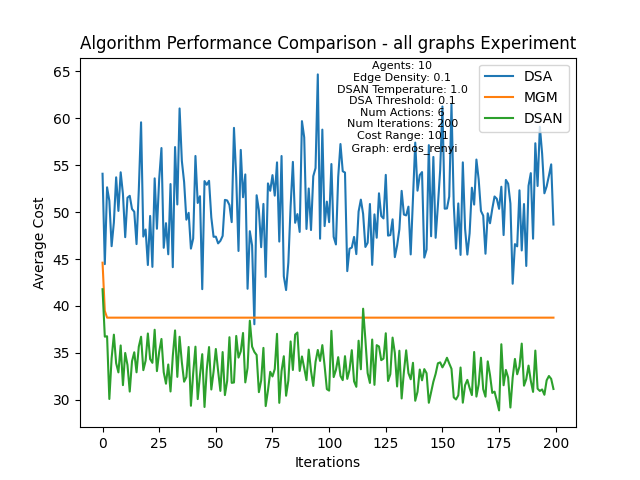 Algorithm Performance Comparison - all graphs Experiment
Agents: 10
Edge Density: 0.1
DSAN Temperature: 1.0
DSA Threshold: 0.1
Num Actions: 6
Num Iterations: 200
Cost Range: 101
Graph: erdos_renyi
DSA
MGM
DSAN
65
60
55
50
45
40
35
30
Average Cost
0 25 50 75 100 125 150 175 200
Iterations